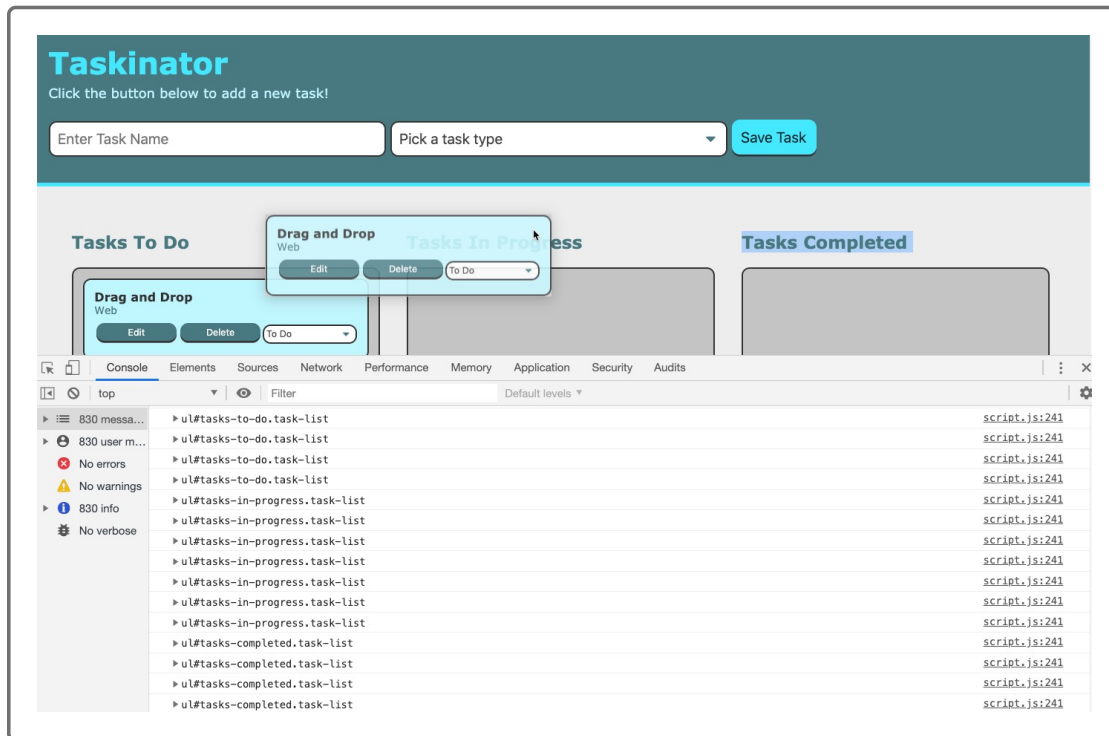 Taskinator
Click the button below to add a new task!
Enter Task Name Pick a task type Save Task
Tasks To Do Tasks In Progress Tasks Completed
Drag and Drop
Web
Edit Delete To Do
Drag and Drop
Web
Edit Delete To Do
Console Elements Sources Network Performance Memory Application Security Audits
top Filter Default levels
830 messa... ul#tasks-to-do.task-list script.js:241
830 user m... ul#tasks-to-do.task-list script.js:241
No errors ul#tasks-to-do.task-list script.js:241
No warnings ul#tasks-to-do.task-list script.js:241
830 info ul#tasks-in-progress.task-list script.js:241
No verbose ul#tasks-in-progress.task-list script.js:241
ul#tasks-in-progress.task-list script.js:241
ul#tasks-in-progress.task-list script.js:241
ul#tasks-in-progress.task-list script.js:241
ul#tasks-in-progress.task-list script.js:241
ul#tasks-in-progress.task-list script.js:241
ul#tasks-completed.task-list script.js:241
ul#tasks-completed.task-list script.js:241
ul#tasks-completed.task-list script.js:241
ul#tasks-completed.task-list script.js:241